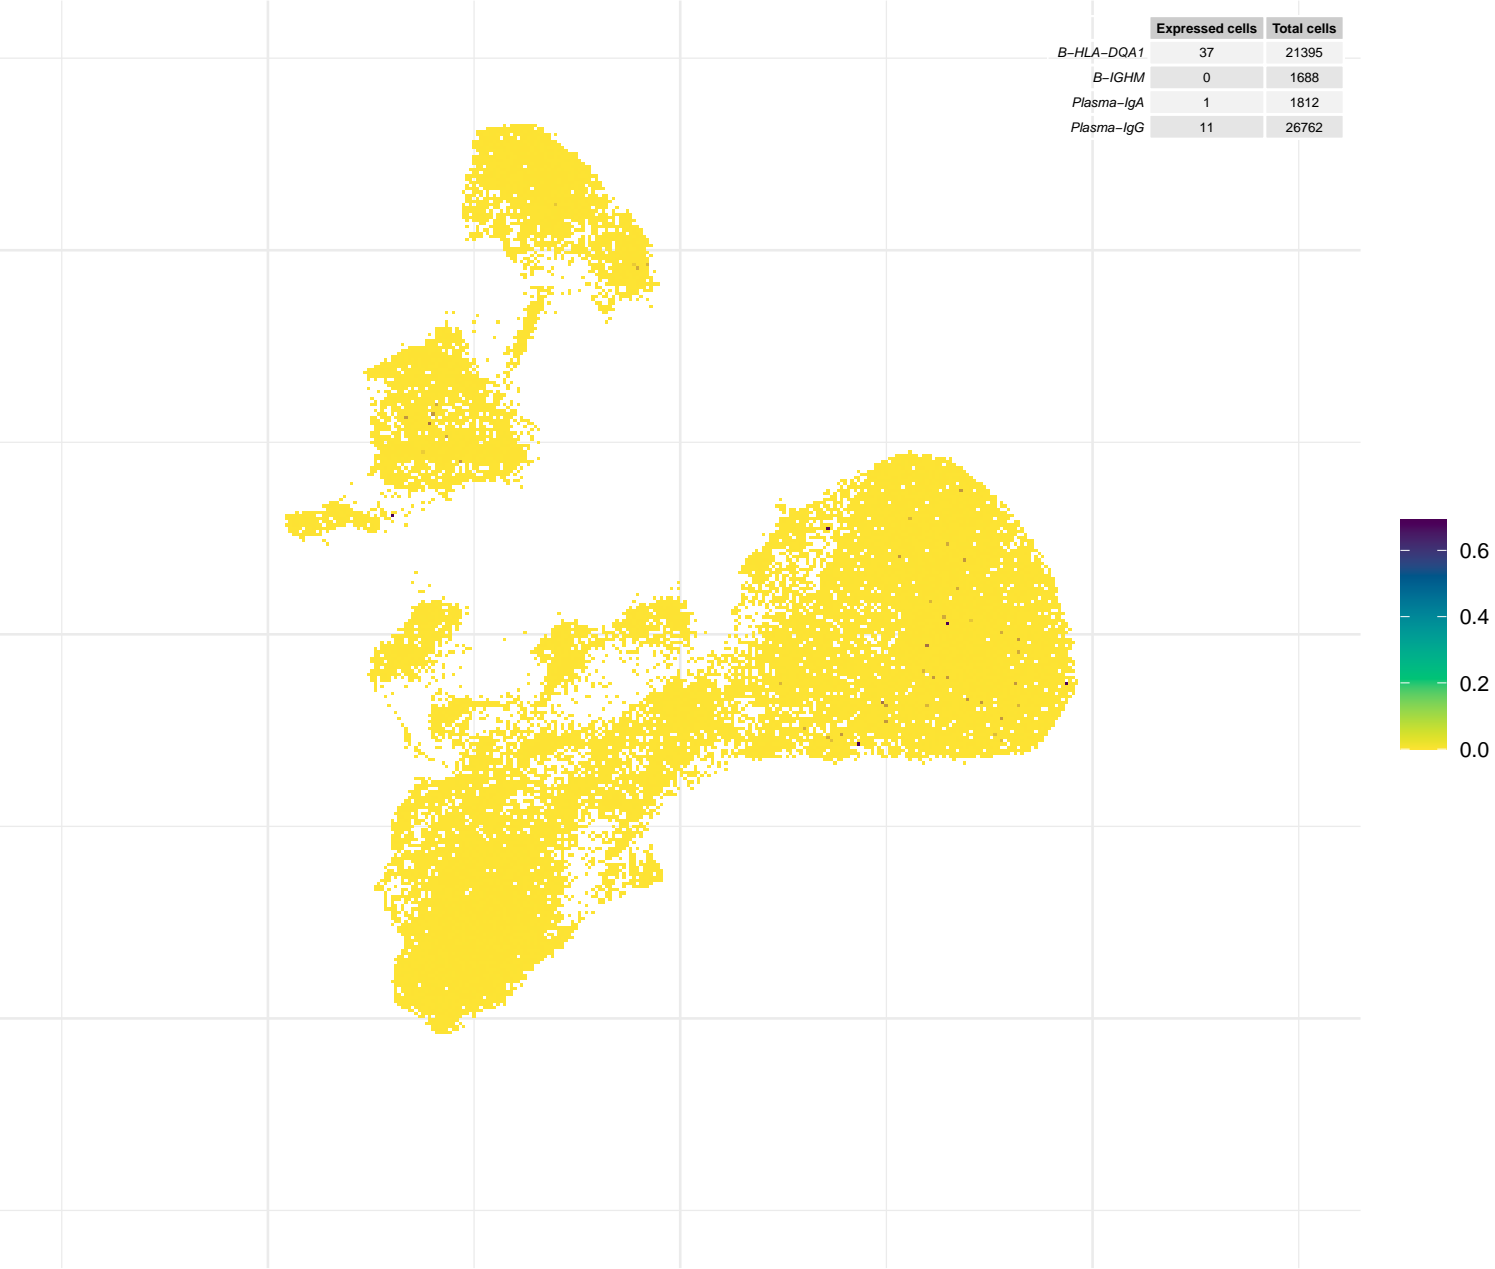 Expressed cells Total cells
B−HLA−DQA1 37 21395
B−IGHM 0 1688
Plasma−IgA 1 1812
Plasma−IgG 11 26762
0.6
0.4
0.2
0.0